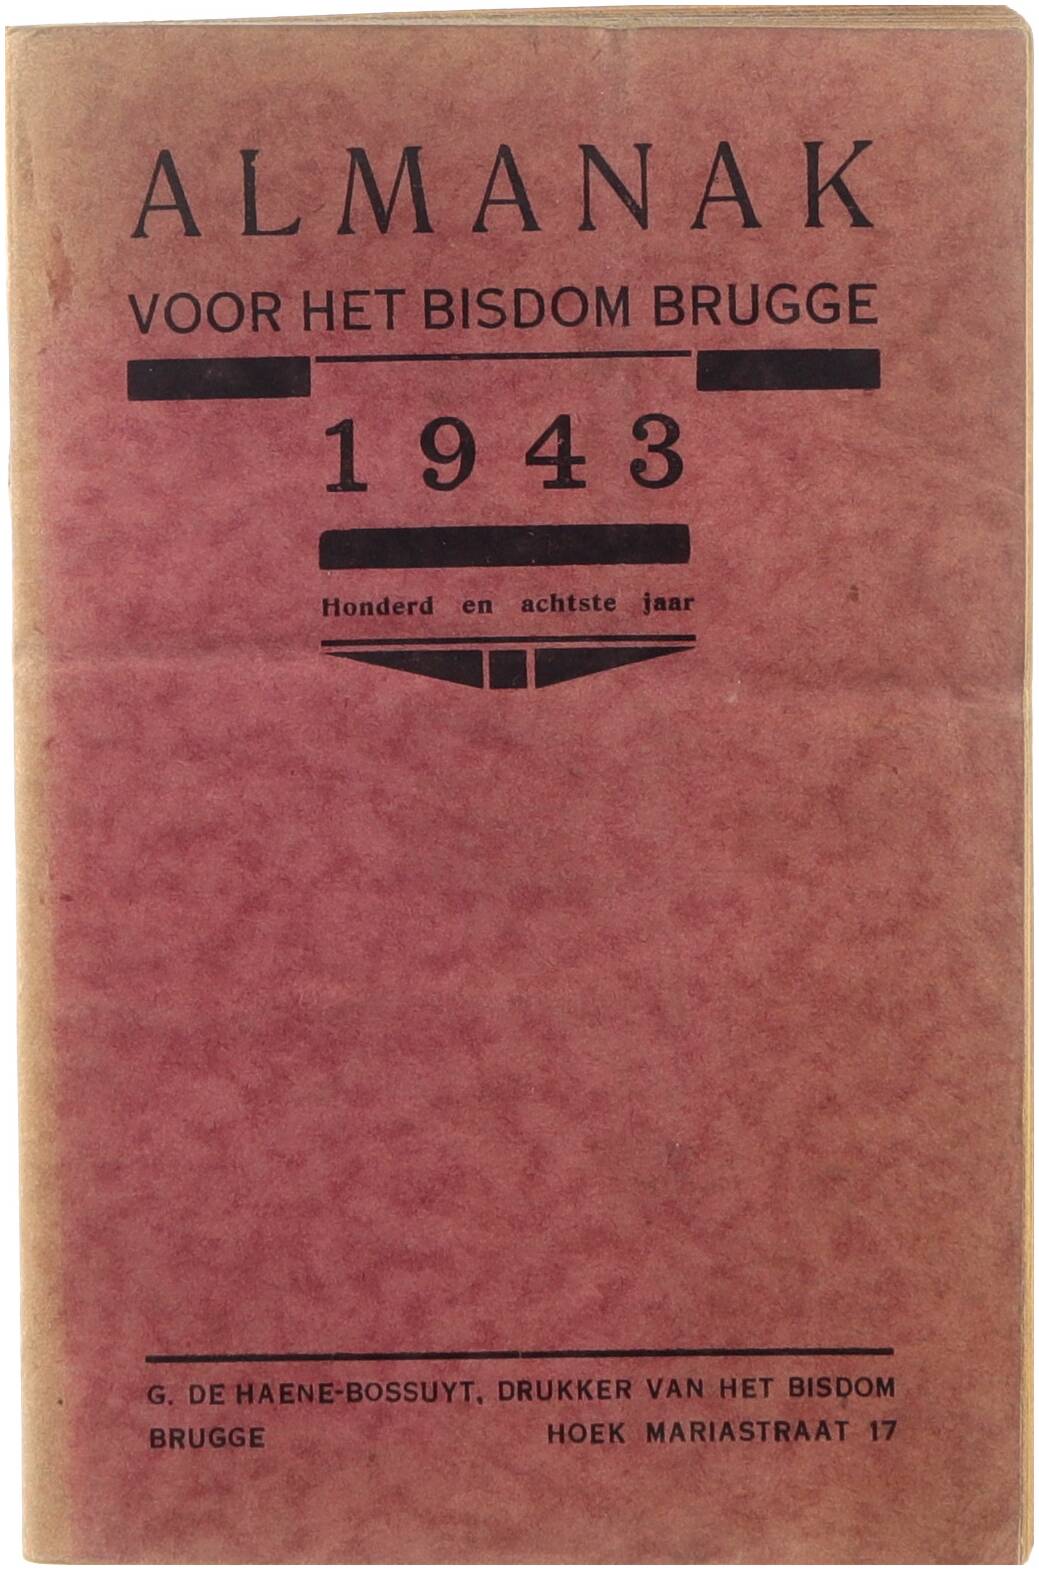 ALMANAK
VOOR HET BISDOM BRUGGE
1943
Honderd en achtste jaar
G. DE HAENE-BOSSUYT, DRUKKER VAN HET BISDOM
BRUGGE HOEK MARIASTRAAT 17